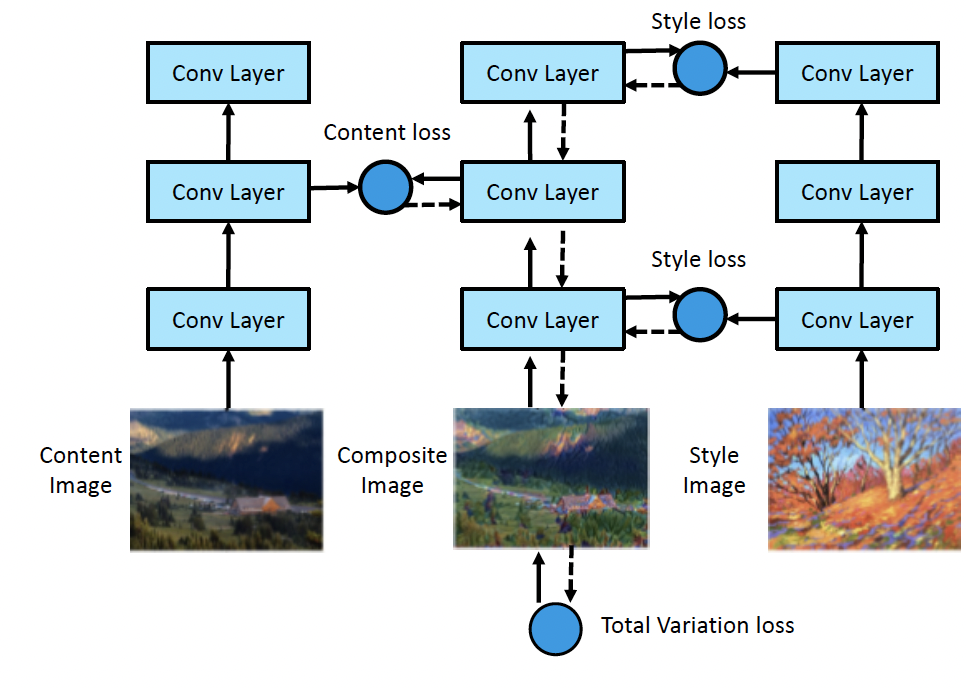 Style loss
Conv Layer
Conv Layer
Conv Layer
Content loss
Conv Layer
Conv Layer
Conv Layer
Style loss
Conv Layer
Conv Layer
Conv Layer
Content
Image
Composite
Image
Style
Image
Total Variation loss